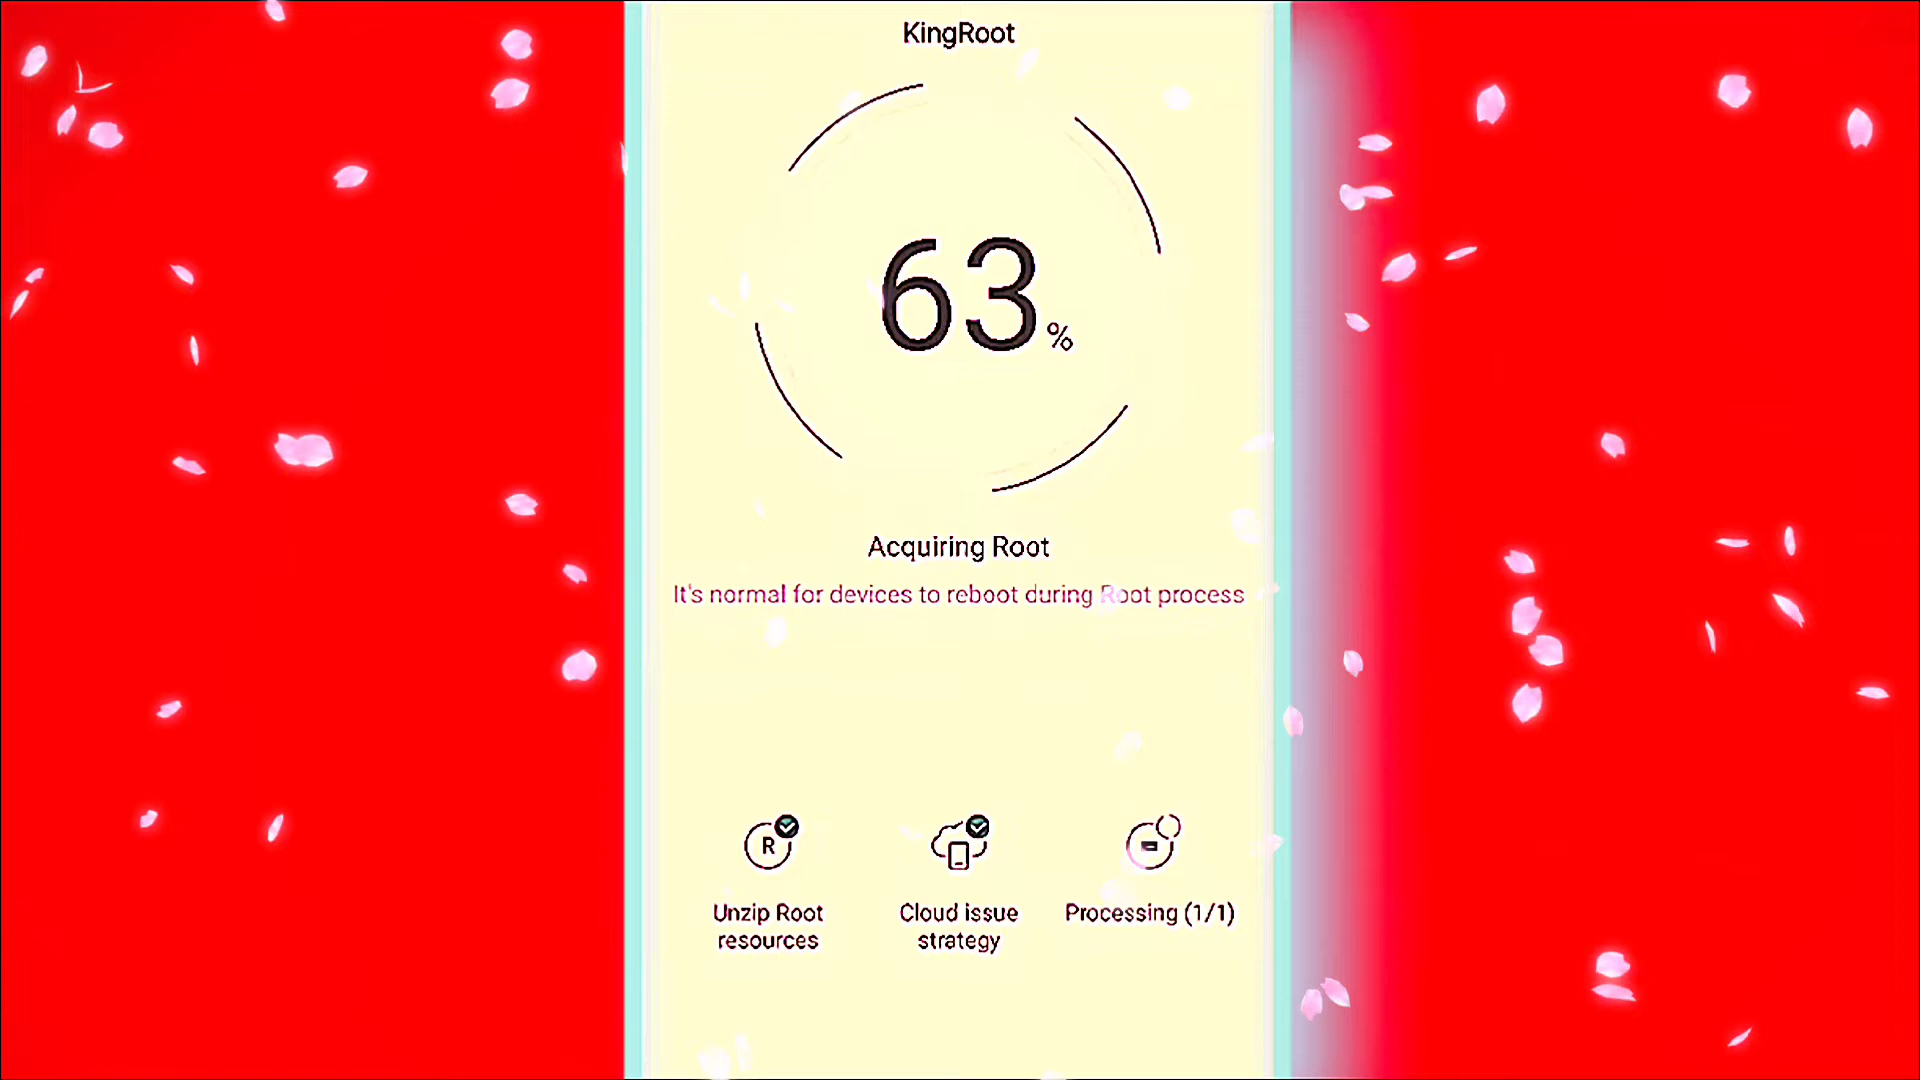 KingRoot
63%
Acquiring Root
It's normal for devices to reboot during Root process
R
Unzip Root
resources
Cloud issue
strategy
Processing (1/1)